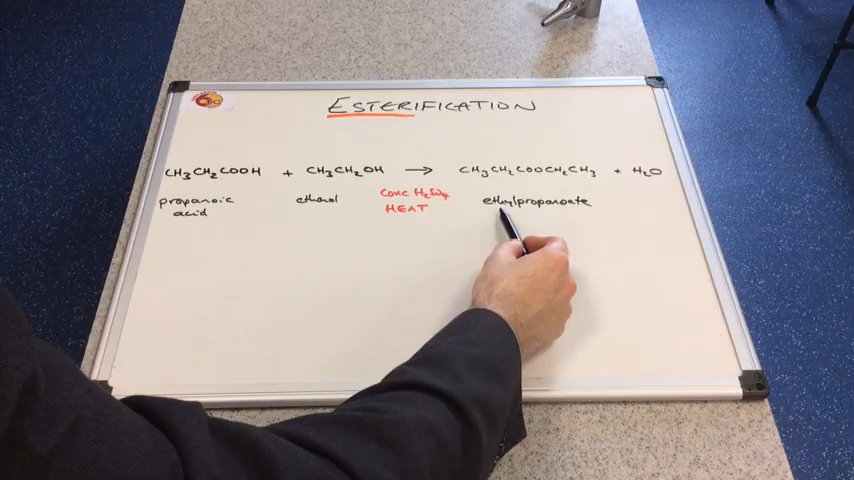 ESTERIFICATION
CH3CH2COOH + CH3CH2OH → CH3CH2COOCH2CH3 + H2O
propanoic acid ethanol CONC H2SO4 HEAT ethylpropanoate